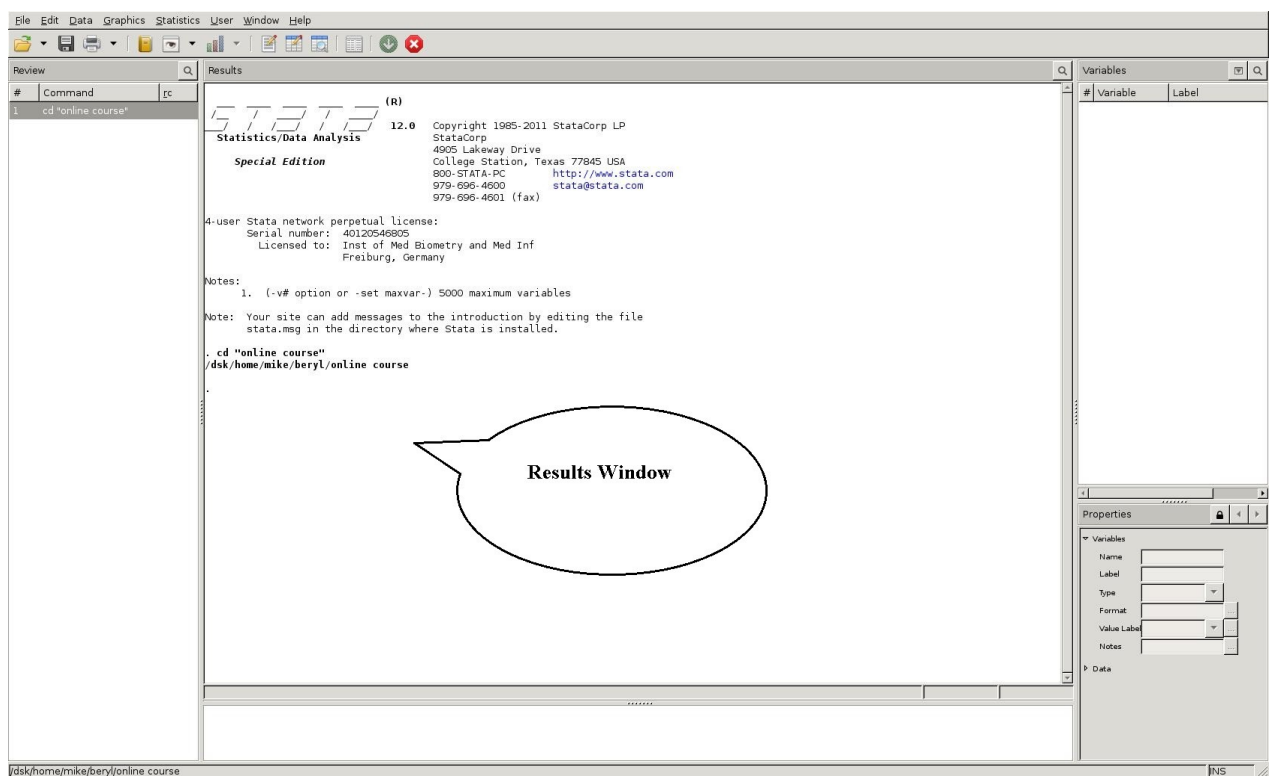 File Edit Data Graphics Statistics User Window Help
Review
# Command rc
1 cd "online course"
Results
(R)
STATA 12.0 Copyright 1985-2011 StataCorp LP
Statistics/Data Analysis StataCorp
4905 Lakeway Drive
Special Edition College Station, Texas 77845 USA
800-STATA-PC http://www.stata.com
979-696-4600 stata@stata.com
979-696-4601 (fax)
4-user Stata network perpetual license:
Serial number: 40120546805
Licensed to: Inst of Med Biometry and Med Inf
Freiburg, Germany
Notes:
1. (-v# option or -set maxvar-) 5000 maximum variables
Note: Your site can add messages to the introduction by editing the file
stata.msg in the directory where Stata is installed.
. cd "online course"
/dsk/home/mike/beryl/online course
.
Results Window
Variables
# Variable Label
Properties
Variables
Name
Label
Type
Format
Value Label
Notes
Data
/dsk/home/mike/beryl/online course
INS